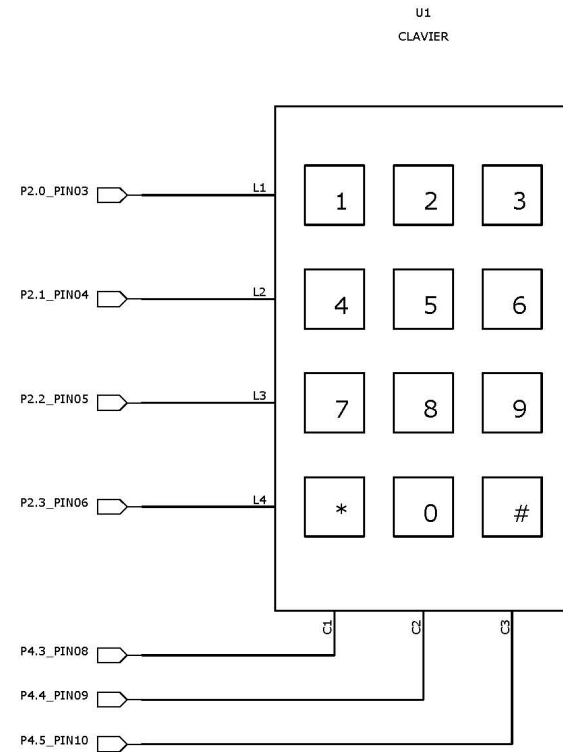 U1
CLAVIER
P2.0_PIN03 L1 1 2 3
P2.1_PIN04 L2 4 5 6
P2.2_PIN05 L3 7 8 9
P2.3_PIN06 L4 * 0 #
C1 C2 C3
P4.3_PIN08
P4.4_PIN09
P4.5_PIN10